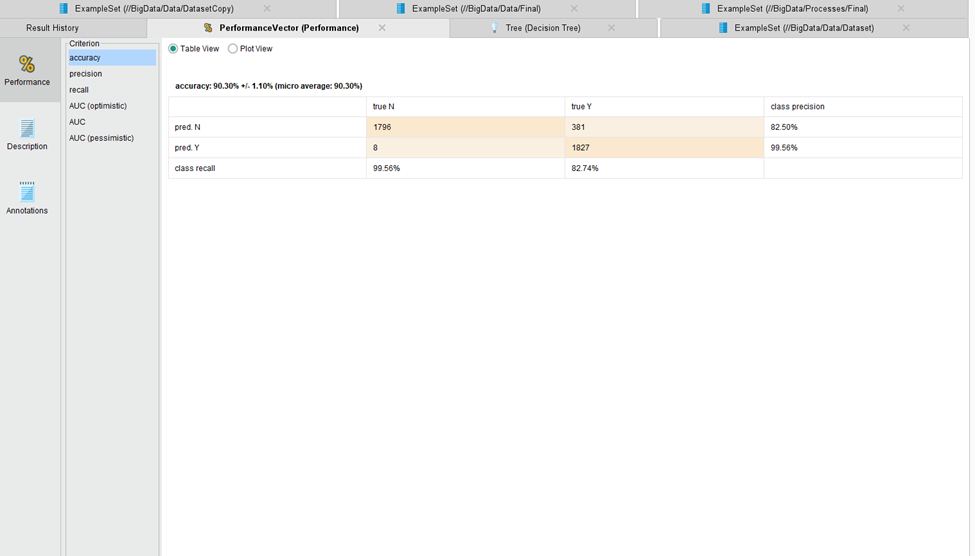 ExampleSet (//BigData/Data/DatasetCopy) ExampleSet (//BigData/Data/Final) ExampleSet (//BigData/Processes/Final)
Result History PerformanceVector (Performance) Tree (Decision Tree) ExampleSet (//BigData/Data/Dataset)
% Performance
Description
Annotations
Criterion
accuracy
precision
recall
AUC (optimistic)
AUC
AUC (pessimistic)
Table View Plot View
accuracy: 90.30% +/- 1.10% (micro average: 90.30%)
true N true Y class precision
pred. N 1796 381 82.50%
pred. Y 8 1827 99.56%
class recall 99.56% 82.74%